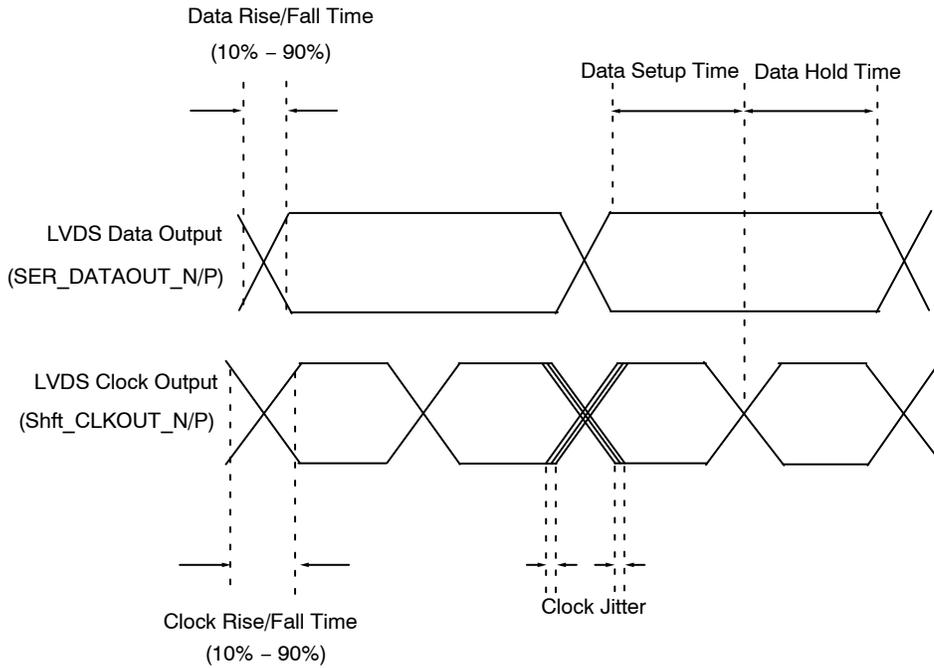 Data Rise/Fall Time
(10% − 90%)
Data Setup Time
Data Hold Time
LVDS Data Output
(SER_DATAOUT_N/P)
LVDS Clock Output
(Shft_CLKOUT_N/P)
Clock Jitter
Clock Rise/Fall Time
(10% − 90%)